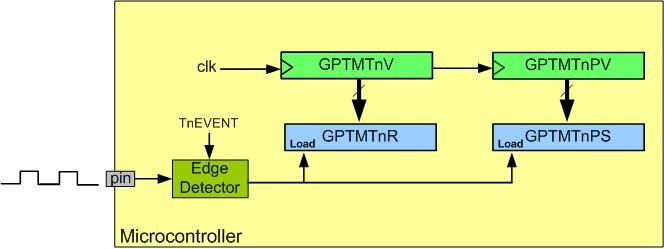 clk
GPTMTnV
GPTMTnPV
TnEVENT
Load
GPTMTnR
Load
GPTMTnPS
pin
Edge
Detector
Microcontroller